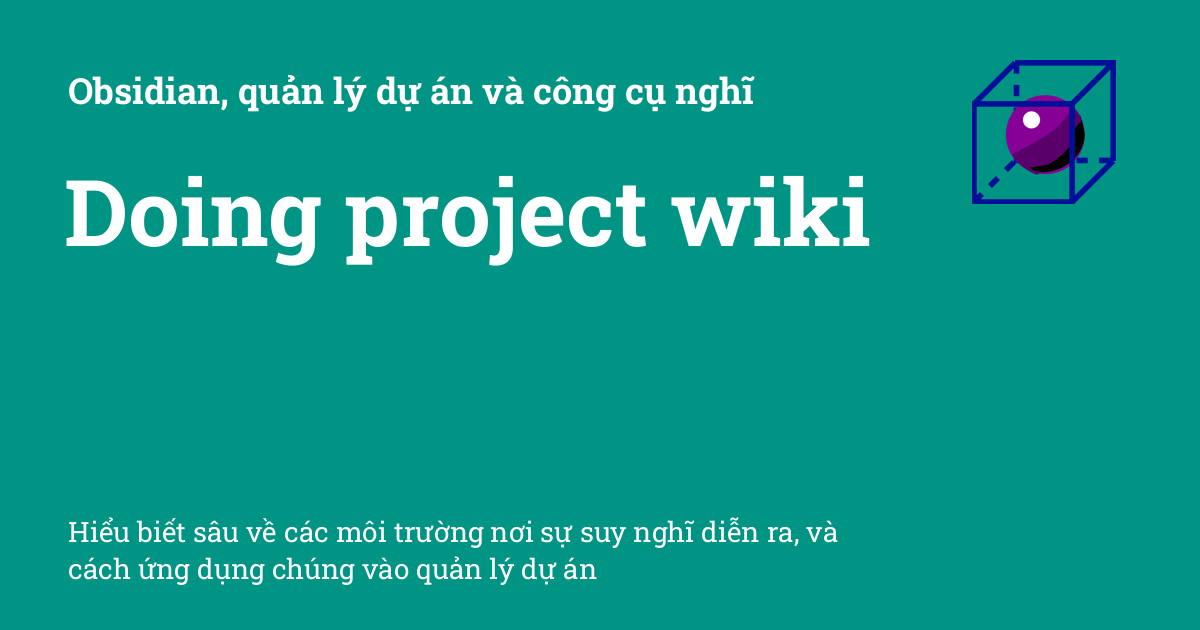 Obsidian, quản lý dự án và công cụ nghĩ
Doing project wiki
Hiểu biết sâu về các môi trường nơi sự suy nghĩ diễn ra, và
cách ứng dụng chúng vào quản lý dự án